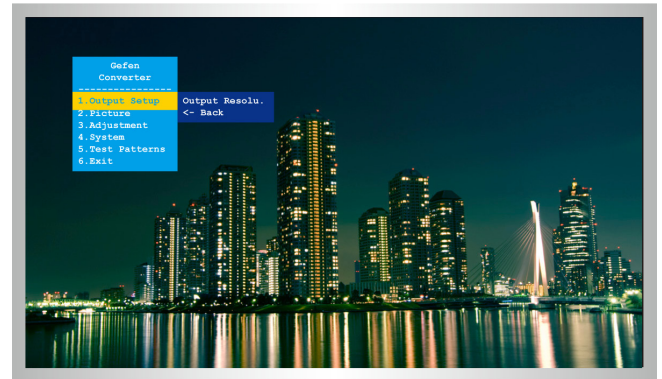 Gefen
Converter
----------------
1.Output Setup
2.Picture
3.Adjustment
4.System
5.Test Patterns
6.Exit
Output Resolu.
<- Back